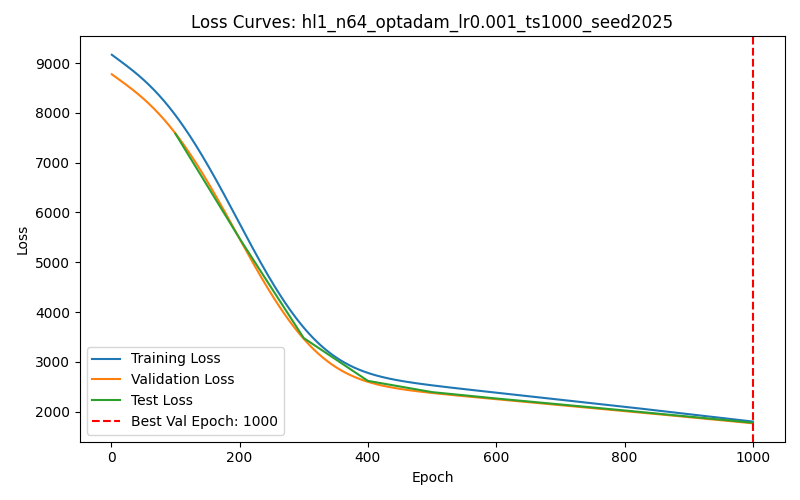 Loss Curves: hl1_n64_optadam_lr0.001_ts1000_seed2025
9000
8000
7000
6000
5000
4000
3000
2000
Loss
Training Loss
Validation Loss
Test Loss
Best Val Epoch: 1000
0
200
400
600
800
1000
Epoch